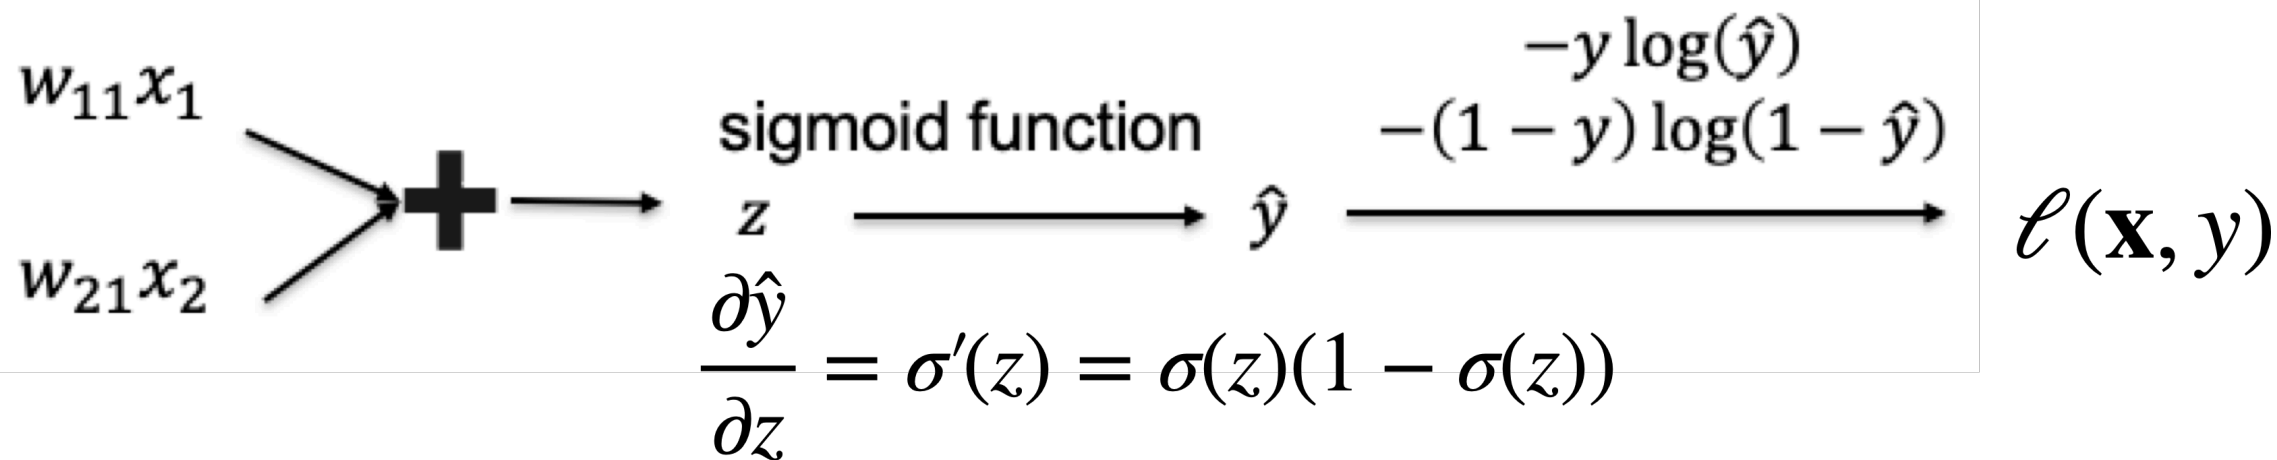 w₁₁x₁
w₂₁x₂
+
sigmoid function
z
ŷ
−y log(ŷ)
−(1 − y) log(1 − ŷ)
ℓ(𝐱, y)
∂ŷ/∂z = σ′(z) = σ(z)(1 − σ(z))